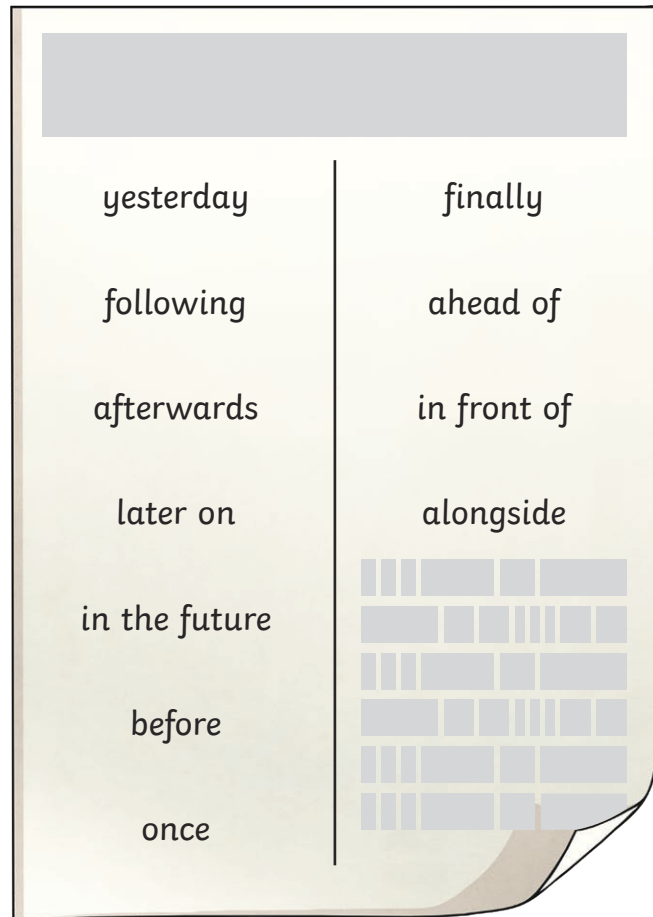 yesterday
following
afterwards
later on
in the future
before
once
finally
ahead of
in front of
alongside